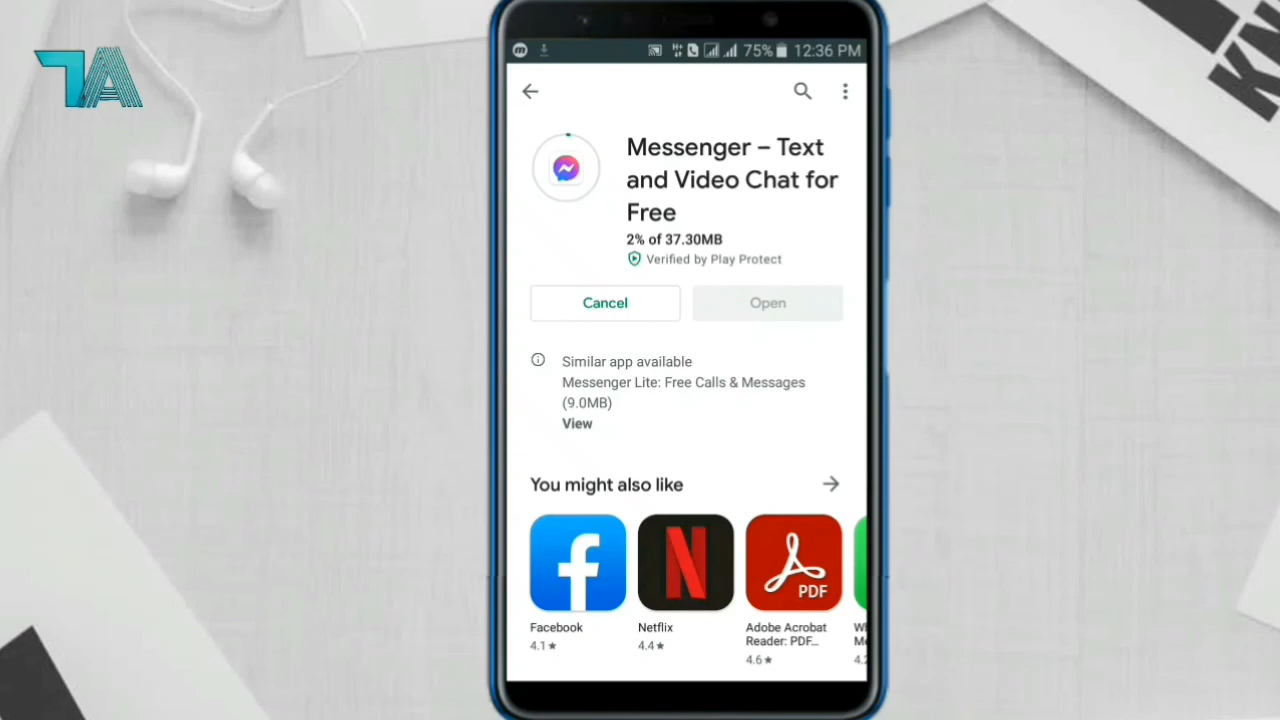 TA
75% 12:36 PM
KN
Messenger – Text
and Video Chat for
Free
2% of 37.30MB
Verified by Play Protect
Cancel
Open
Similar app available
Messenger Lite: Free Calls & Messages
(9.0MB)
View
You might also like
PDF
Facebook
Netflix
Adobe Acrobat
Reader: PDF...
4.1★
4.4★
4.6★